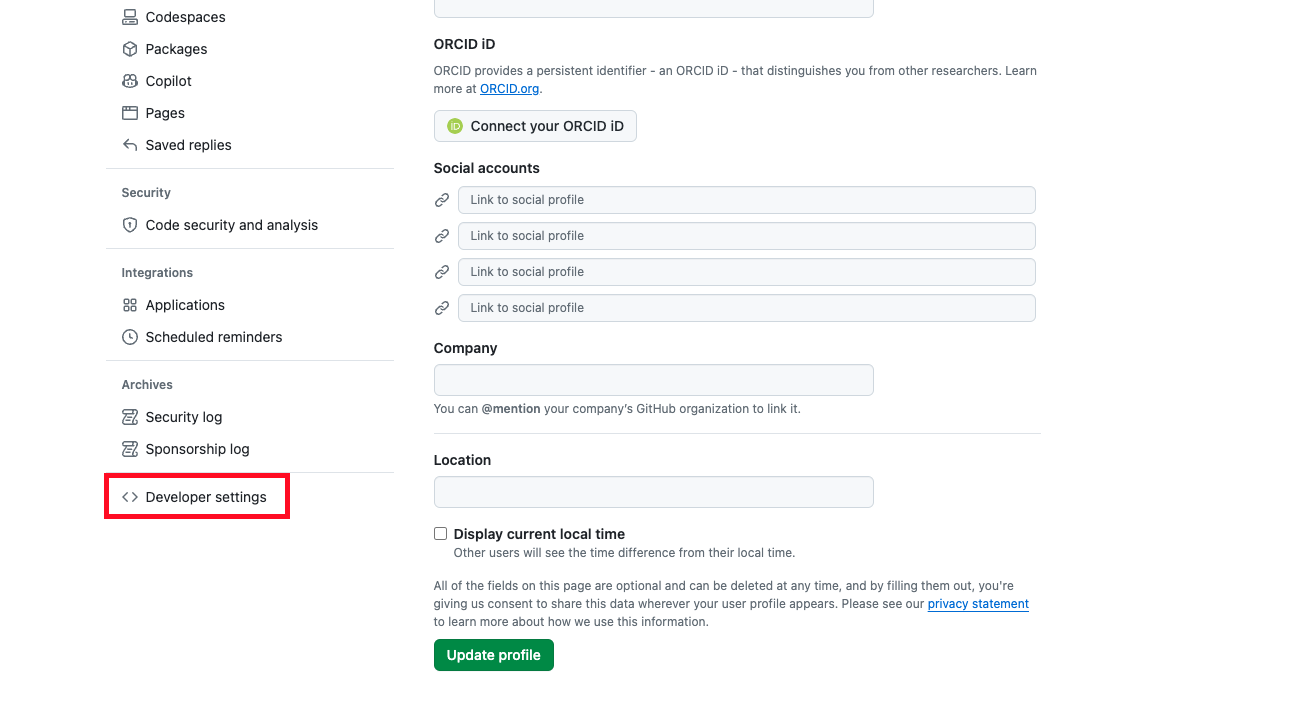 Codespaces
Packages
Copilot
Pages
Saved replies
Security
Code security and analysis
Integrations
Applications
Scheduled reminders
Archives
Security log
Sponsorship log
Developer settings
ORCID iD
ORCID provides a persistent identifier - an ORCID iD - that distinguishes you from other researchers. Learn
more at ORCID.org.
iD Connect your ORCID iD
Social accounts
Link to social profile
Link to social profile
Link to social profile
Link to social profile
Company
You can @mention your company's GitHub organization to link it.
Location
Display current local time
Other users will see the time difference from their local time.
All of the fields on this page are optional and can be deleted at any time, and by filling them out, you're
giving us consent to share this data wherever your user profile appears. Please see our privacy statement
to learn more about how we use this information.
Update profile